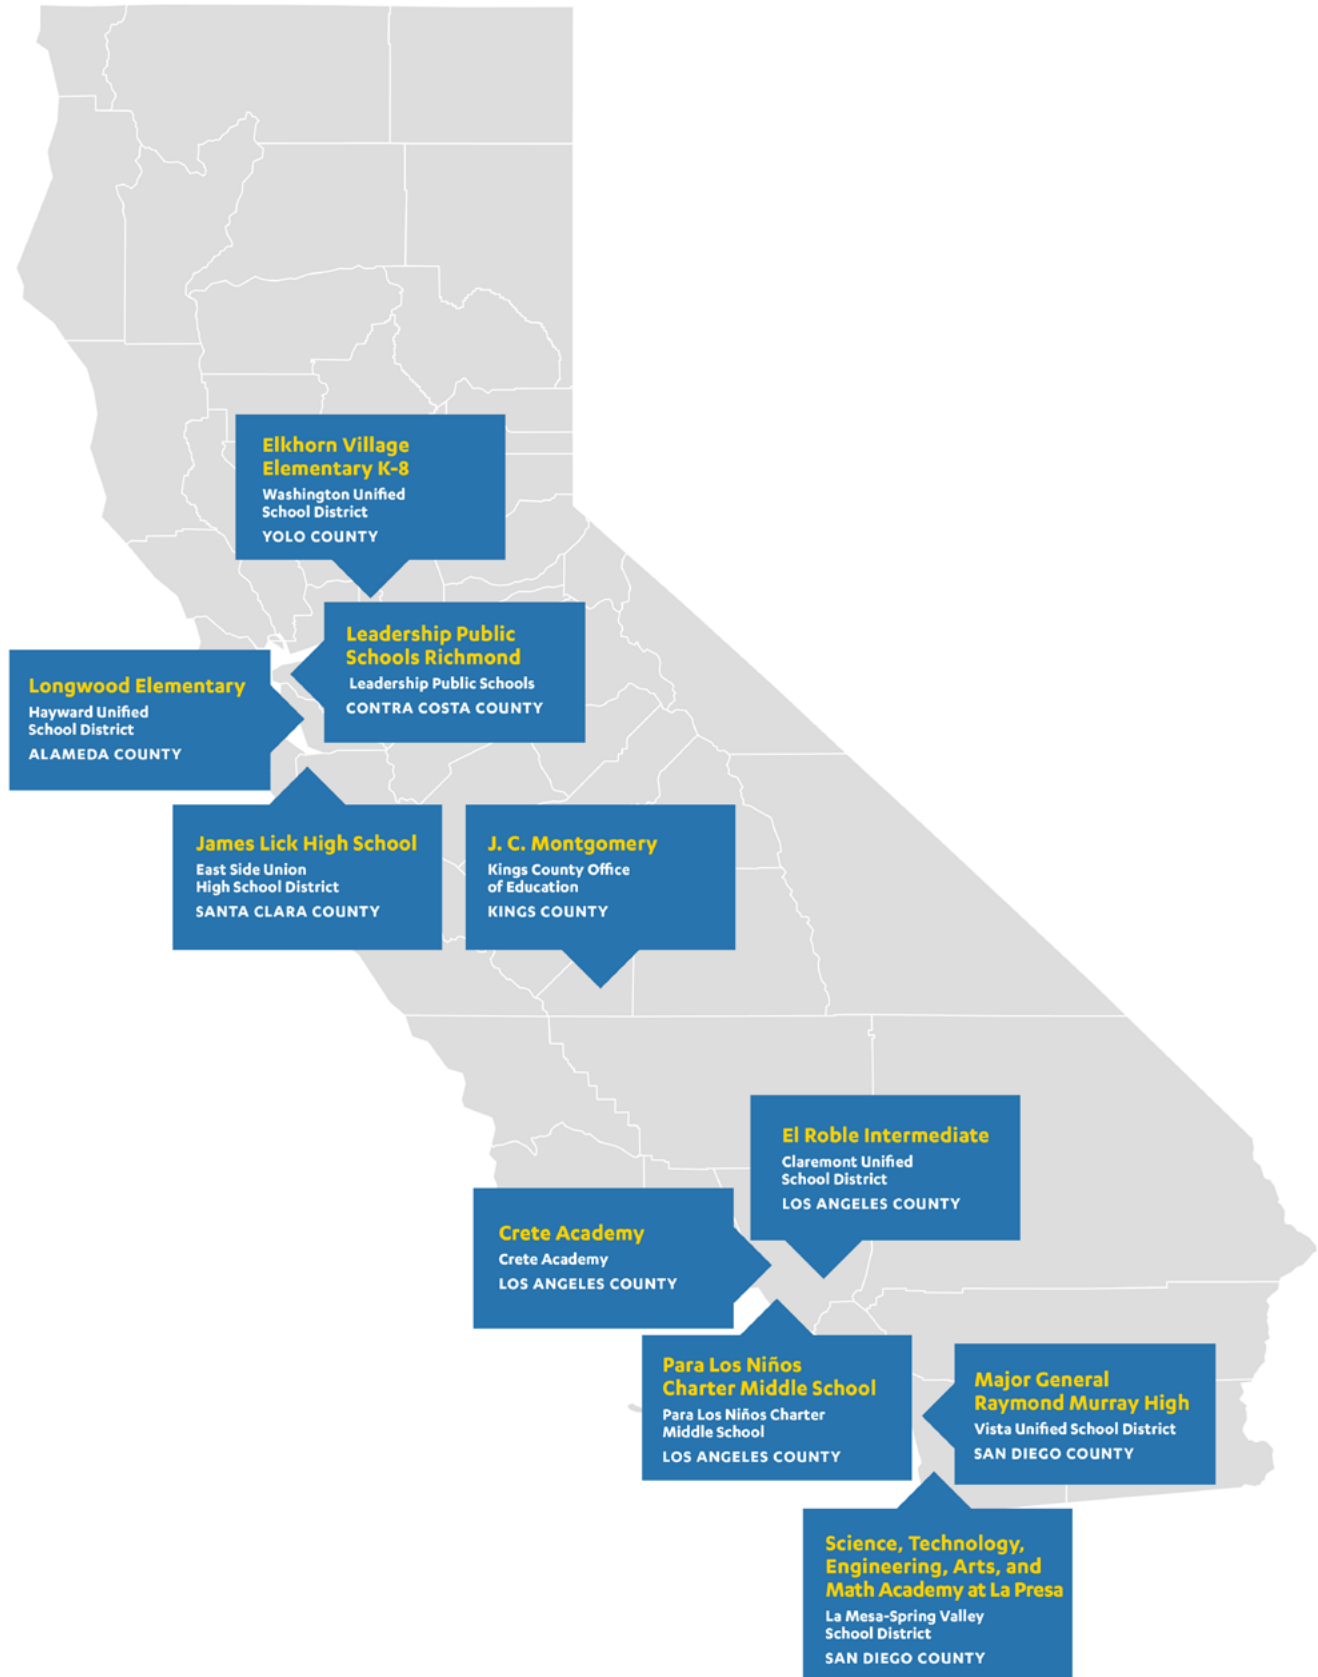 Elkhorn Village
Elementary K-8
Washington Unified
School District
YOLO COUNTY
Leadership Public
Schools Richmond
Leadership Public Schools
CONTRA COSTA COUNTY
Longwood Elementary
Hayward Unified
School District
ALAMEDA COUNTY
James Lick High School
East Side Union
High School District
SANTA CLARA COUNTY
J. C. Montgomery
Kings County Office
of Education
KINGS COUNTY
El Roble Intermediate
Claremont Unified
School District
LOS ANGELES COUNTY
Crete Academy
Crete Academy
LOS ANGELES COUNTY
Para Los Niños
Charter Middle School
Para Los Niños Charter
Middle School
LOS ANGELES COUNTY
Major General
Raymond Murray High
Vista Unified School District
SAN DIEGO COUNTY
Science, Technology,
Engineering, Arts, and
Math Academy at La Presa
La Mesa-Spring Valley
School District
SAN DIEGO COUNTY